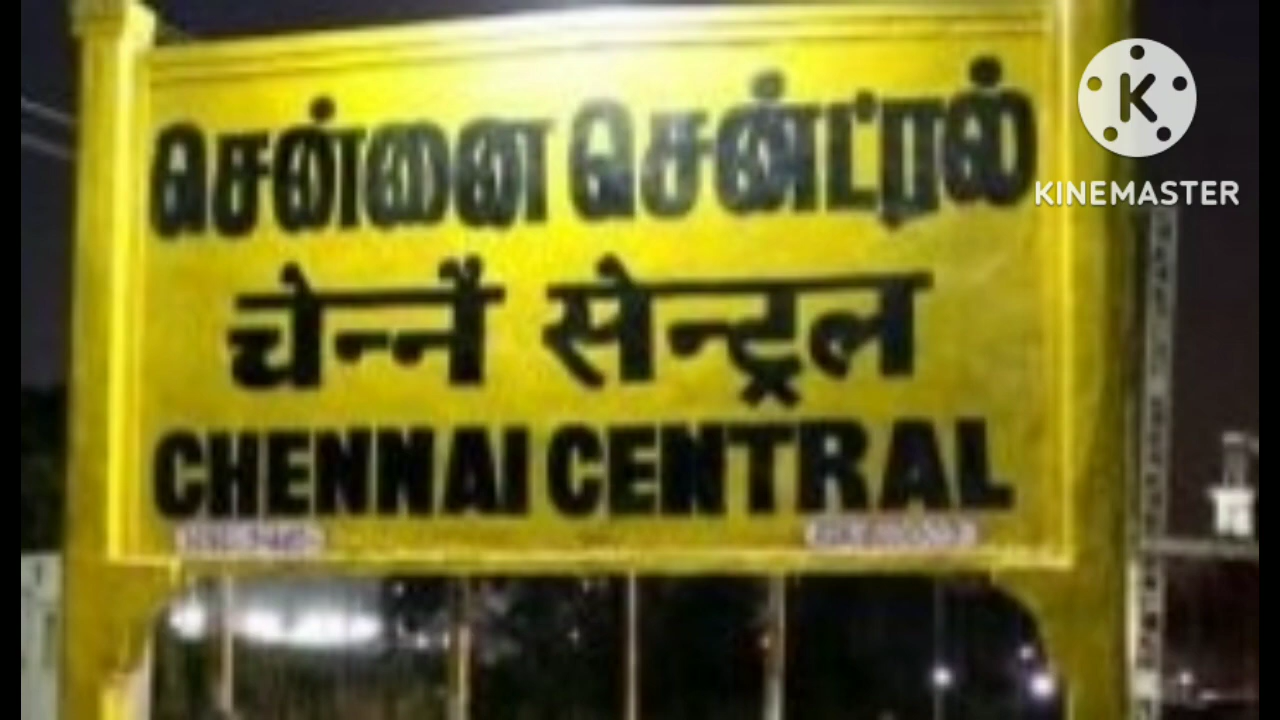 சென்னை சென்ட்ரல்
चेन्नैं सेन्ट्रल
CHENNAI CENTRAL
K
KINEMASTER